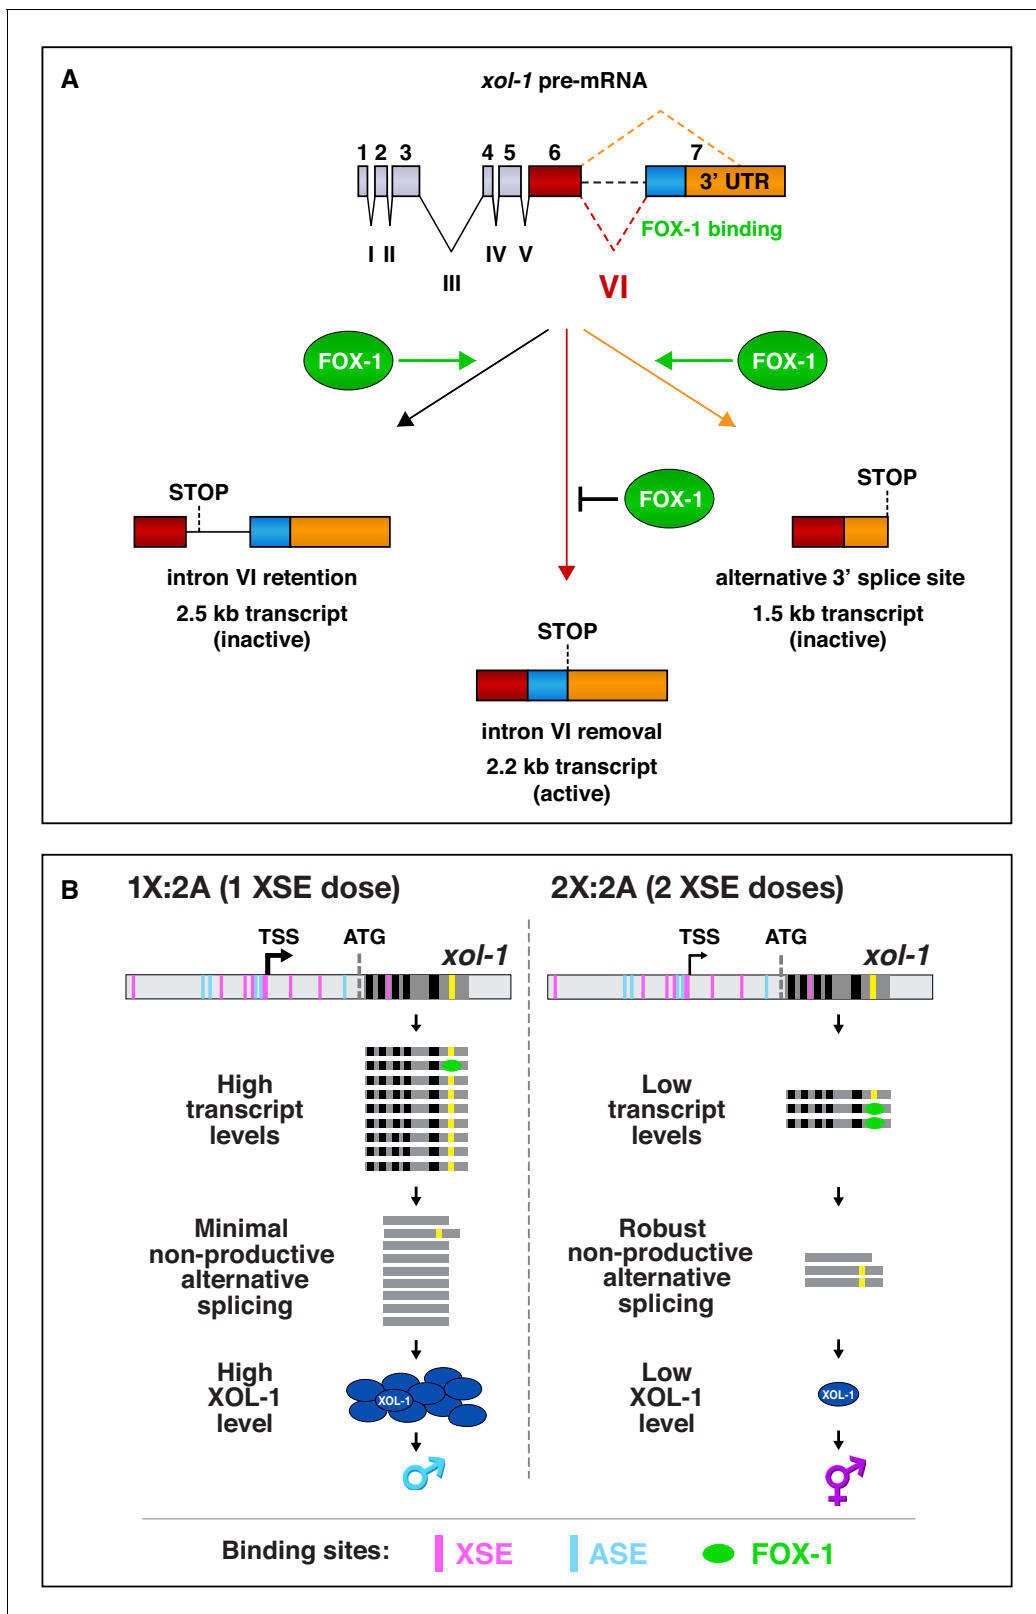 A
xol-1 pre-mRNA
1 2 3 4 5 6 7
3’ UTR
FOX-1 binding
I II III IV V VI
FOX-1
FOX-1
FOX-1
STOP
intron VI retention
2.5 kb transcript
(inactive)
STOP
intron VI removal
2.2 kb transcript
(active)
STOP
alternative 3’ splice site
1.5 kb transcript
(inactive)
B
1X:2A (1 XSE dose)
TSS ATG xol-1
High
transcript
levels
Minimal
non-productive
alternative
splicing
High
XOL-1
level
XOL-1
2X:2A (2 XSE doses)
TSS ATG xol-1
Low
transcript
levels
Robust
non-productive
alternative
splicing
Low
XOL-1
level
XOL-1
Binding sites: XSE ASE FOX-1